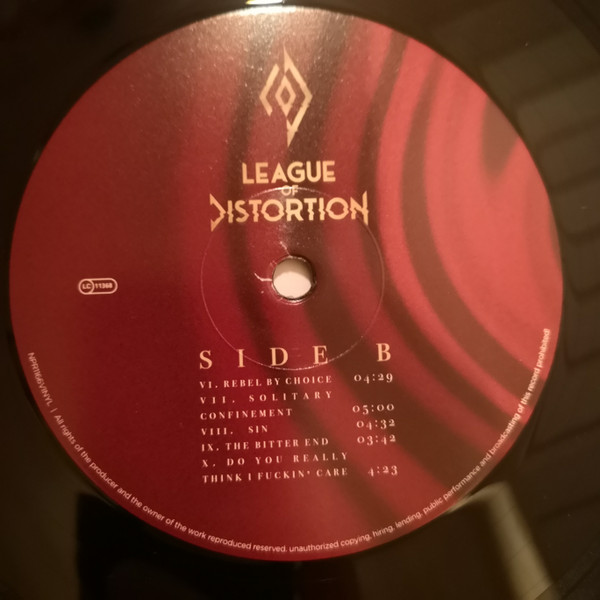 LEAGUE
OF
DISTORTION
LC 11368
SIDE B
VI. REBEL BY CHOICE 04:29
VII. SOLITARY
CONFINEMENT 05:00
VIII. SIN 04:32
IX. THE BITTER END 03:42
X. DO YOU REALLY
THINK I FUCKIN' CARE 4:23
NPR1166VINYL | All rights of the producer and the owner of the work reproduced reserved. unauthorized copying, hiring, lending, public performance and broadcasting of this record prohibited